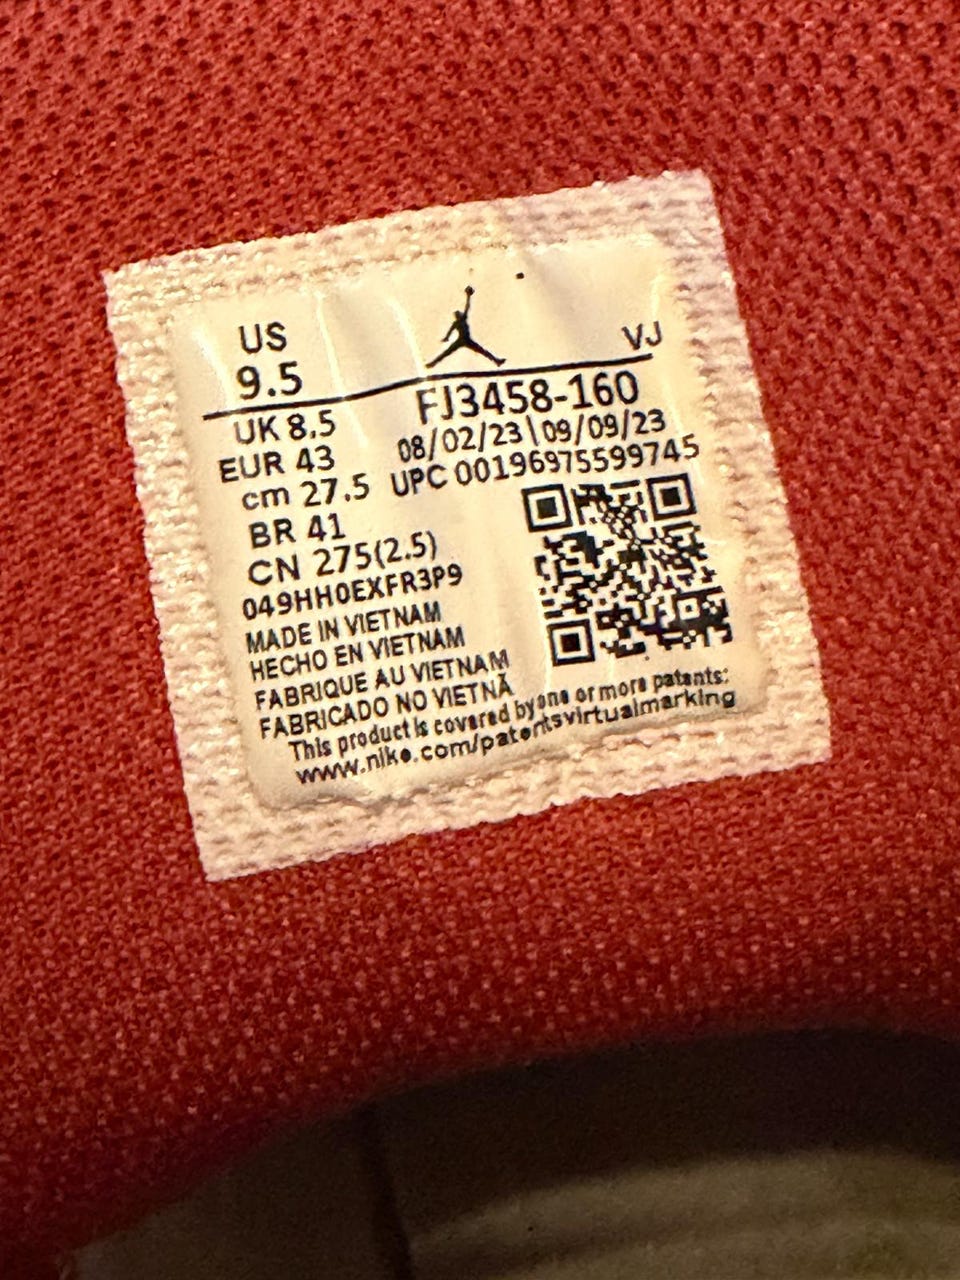 US
9.5
VJ
UK 8.5
EUR 43
cm 27.5
BR 41
CN 275(2.5)
FJ3458-160
08/02/23\09/09/23
UPC 00196975599745
049HH0EXFR3P9
MADE IN VIETNAM
HECHO EN VIETNAM
FABRIQUE AU VIETNAM
FABRICADO NO VIETNÃ
This product is covered by one or more patents:
www.nike.com/patentsvirtualmarking